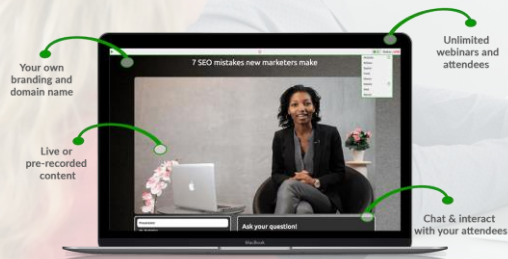 Your own
branding and
domain name
Live or
pre-recorded
content
Unlimited
webinars and
attendees
Chat & interact
with your attendees
7 SEO mistakes new marketers make
Ask your question!
MacBook